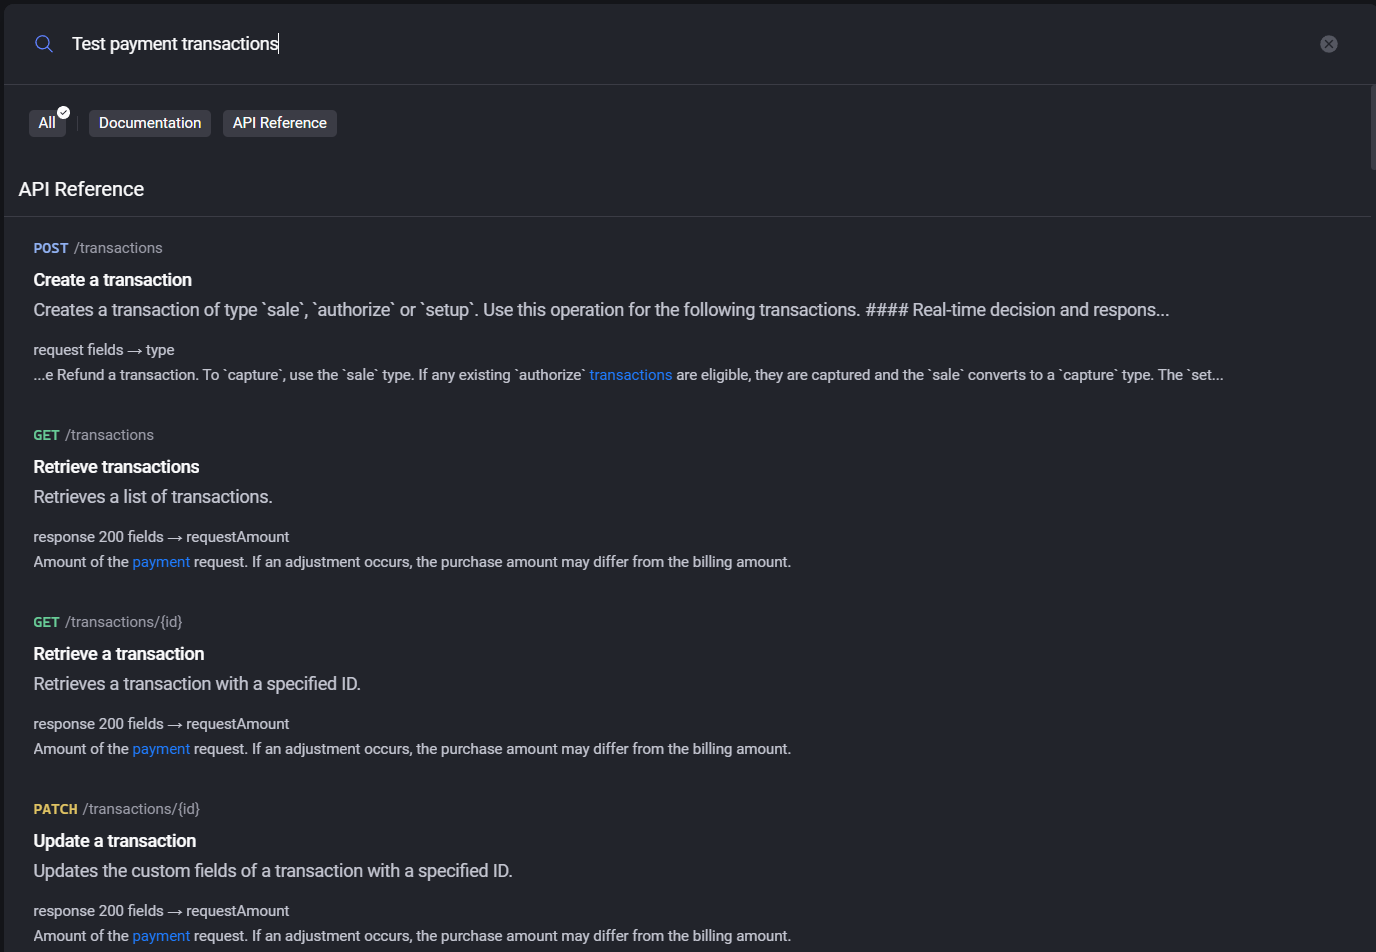 Test payment transactions
All
Documentation
API Reference
API Reference
POST /transactions
Create a transaction
Creates a transaction of type `sale`, `authorize` or `setup`. Use this operation for the following transactions. #### Real-time decision and respons...
request fields → type
...e Refund a transaction. To `capture`, use the `sale` type. If any existing `authorize` transactions are eligible, they are captured and the `sale` converts to a `capture` type. The `set...
GET /transactions
Retrieve transactions
Retrieves a list of transactions.
response 200 fields → requestAmount
Amount of the payment request. If an adjustment occurs, the purchase amount may differ from the billing amount.
GET /transactions/{id}
Retrieve a transaction
Retrieves a transaction with a specified ID.
response 200 fields → requestAmount
Amount of the payment request. If an adjustment occurs, the purchase amount may differ from the billing amount.
PATCH /transactions/{id}
Update a transaction
Updates the custom fields of a transaction with a specified ID.
response 200 fields → requestAmount
Amount of the payment request. If an adjustment occurs, the purchase amount may differ from the billing amount.